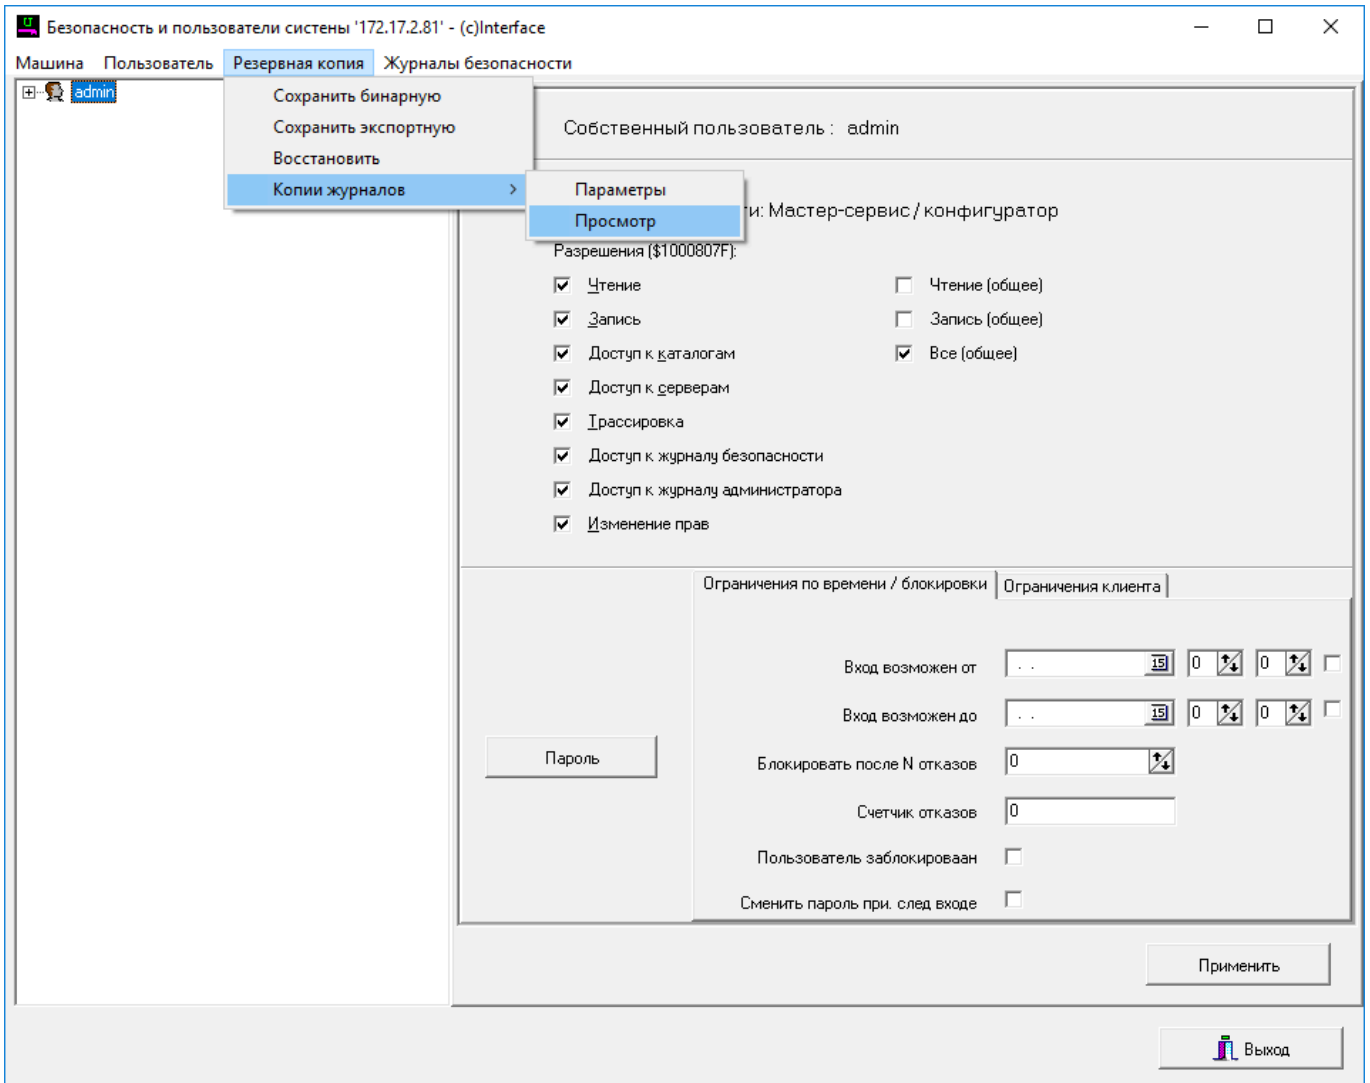 Безопасность и пользователи системы '172.17.2.81' - (c)Interface
Машина Пользователь Резервная копия Журналы безопасности
admin
Сохранить бинарную
Сохранить экспортную
Восстановить
Копии журналов
Параметры
Просмотр
Собственный пользователь : admin
ти: Мастер-сервис / конфигуратор
Разрешения ($1000807F):
Чтение Чтение (общее)
Запись Запись (общее)
Доступ к каталогам Все (общее)
Доступ к серверам
Трассировка
Доступ к журналу безопасности
Доступ к журналу администратора
Изменение прав
Ограничения по времени / блокировки Ограничения клиента
Вход возможен от . . 15 0 0
Вход возможен до . . 15 0 0
Пароль
Блокировать после N отказов 0
Счетчик отказов 0
Пользователь заблокироваан
Сменить пароль при. след входе
Применить
Выход